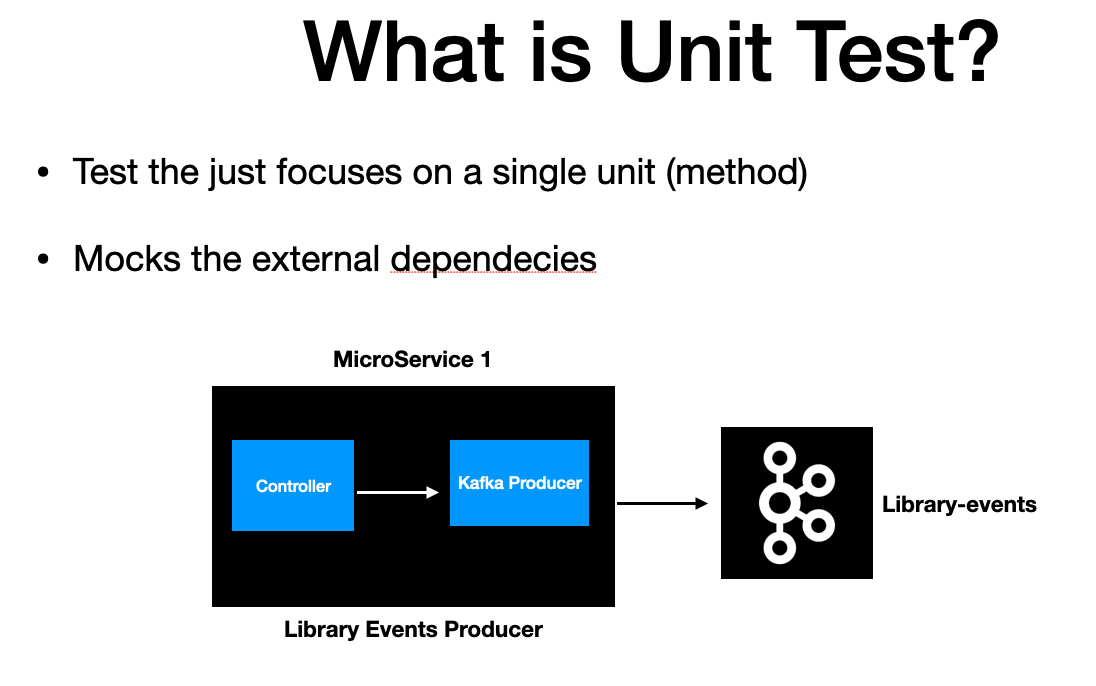 What is Unit Test?
• Test the just focuses on a single unit (method)
• Mocks the external dependecies
MicroService 1
Controller
Kafka Producer
Library-events
Library Events Producer